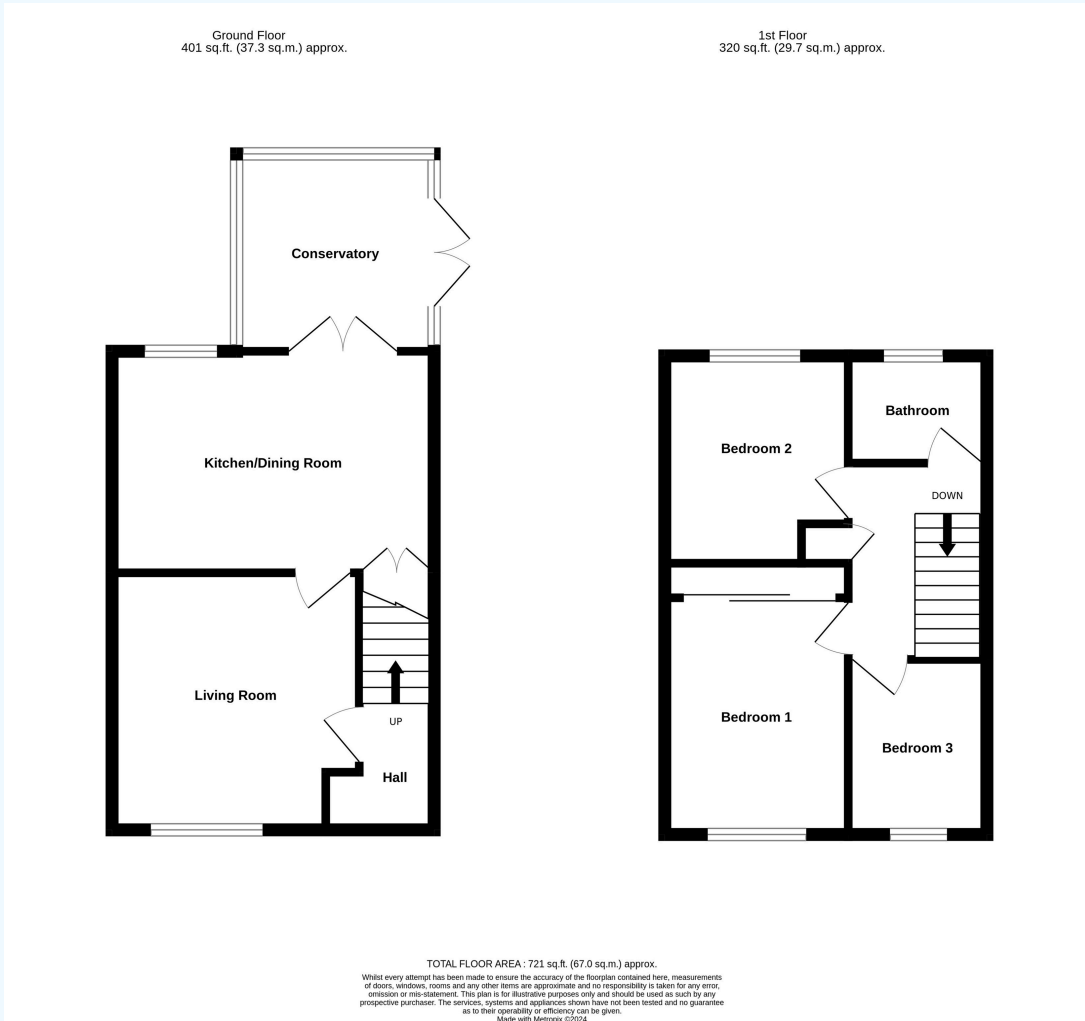 Ground Floor
401 sq.ft. (37.3 sq.m.) approx.
1st Floor
320 sq.ft. (29.7 sq.m.) approx.
Conservatory
Kitchen/Dining Room
Living Room
UP
Hall
Bathroom
Bedroom 2
DOWN
Bedroom 1
Bedroom 3
TOTAL FLOOR AREA : 721 sq.ft. (67.0 sq.m.) approx.
Whilst every attempt has been made to ensure the accuracy of the floorplan contained here, measurements
of doors, windows, rooms and any other items are approximate and no responsibility is taken for any error,
omission or mis-statement. This plan is for illustrative purposes only and should be used as such by any
prospective purchaser. The services, systems and appliances shown have not been tested and no guarantee
as to their operability or efficiency can be given.
Made with Metropix ©2024